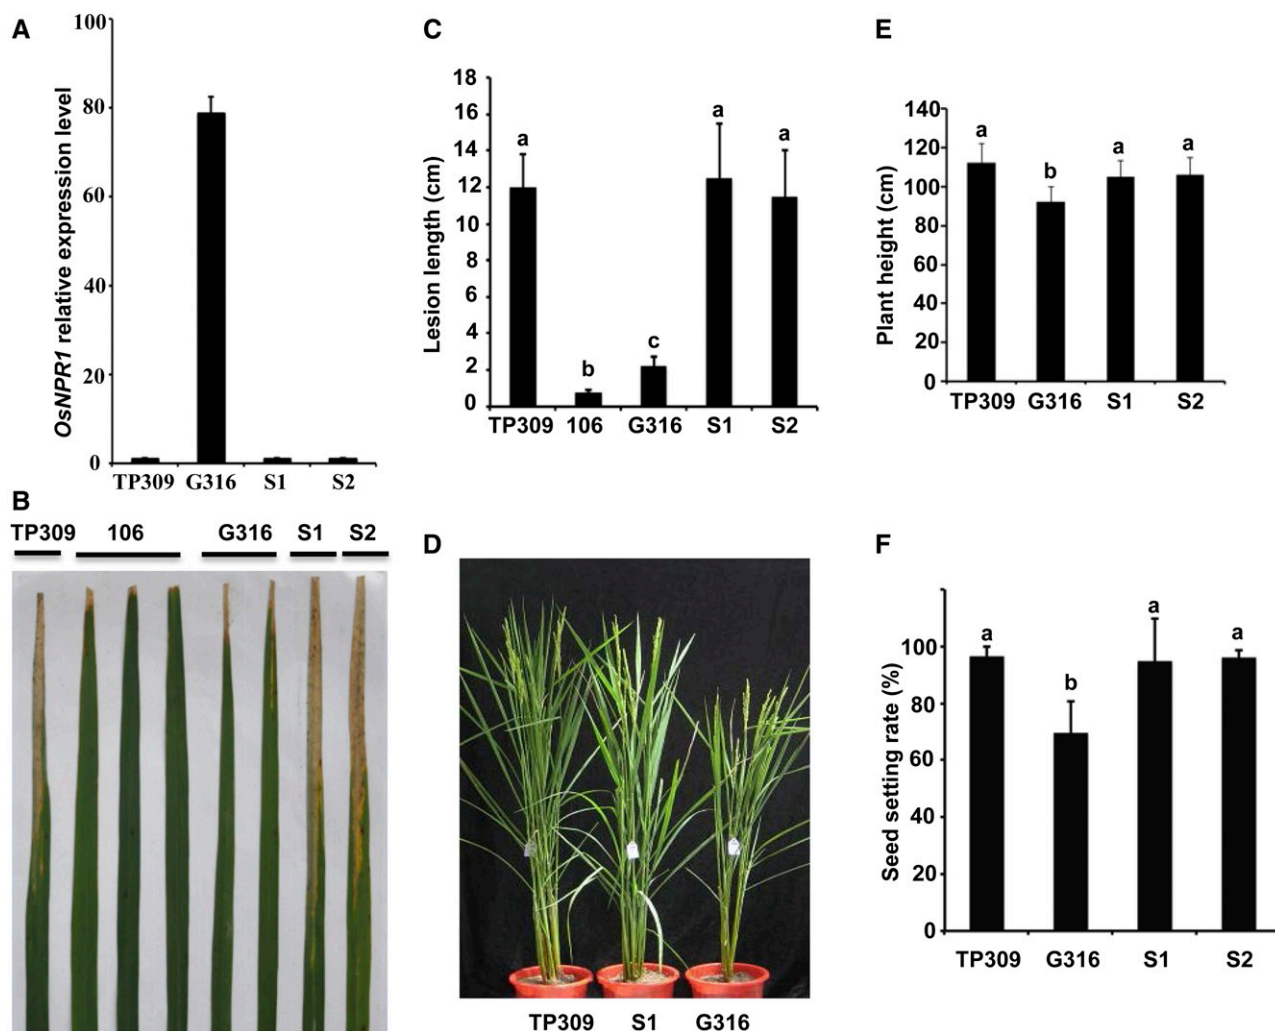 A
OsNPR1 relative expression level
100
80
60
40
20
0
TP309 G316 S1 S2
B
TP309 106 G316 S1 S2
C
Lesion length (cm)
18
16
14
12
10
8
6
4
2
0
a
b
c
a
a
TP309 106 G316 S1 S2
D
TP309 S1 G316
E
Plant height (cm)
140
120
100
80
60
40
20
0
a
b
a
a
TP309 G316 S1 S2
F
Seed setting rate (%)
100
80
60
40
20
0
a
b
a
a
TP309 G316 S1 S2